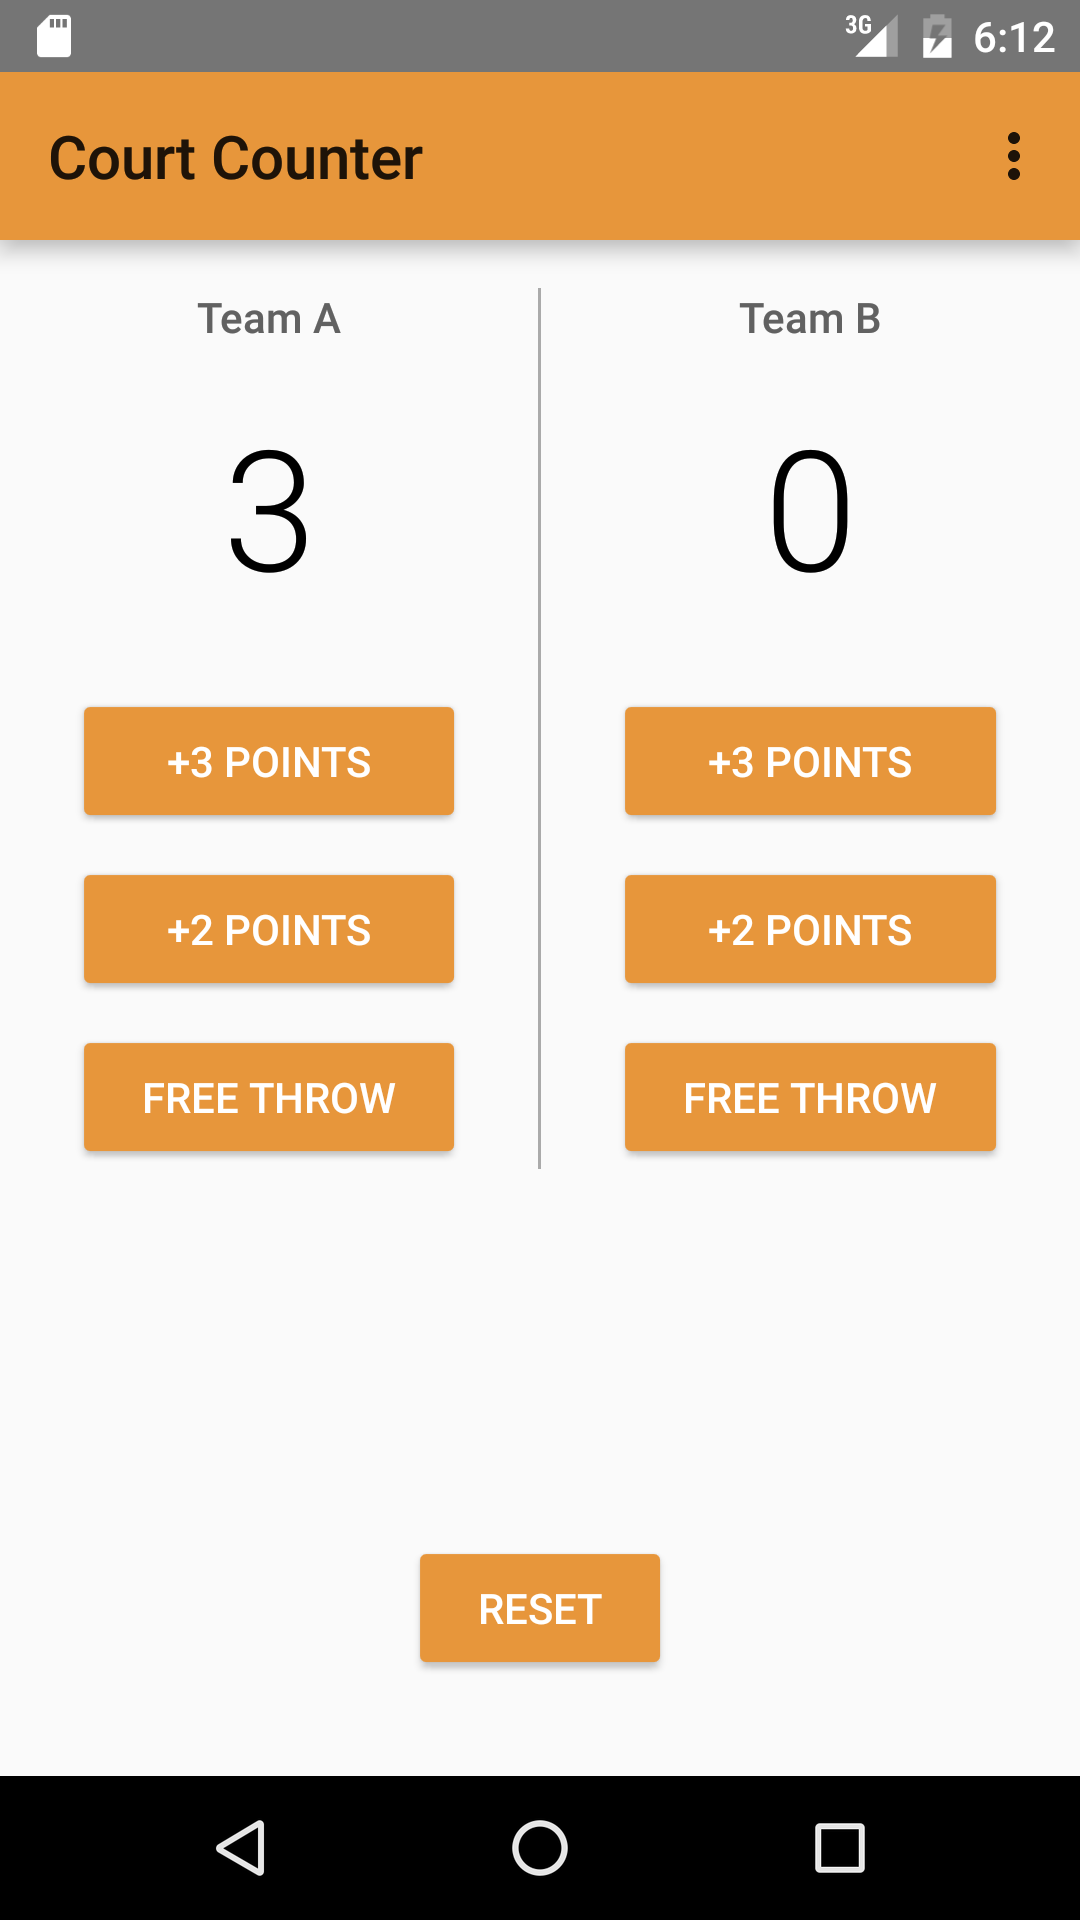 3G 6:12
Court Counter
Team A
3
+3 POINTS
+2 POINTS
FREE THROW
Team B
0
+3 POINTS
+2 POINTS
FREE THROW
RESET